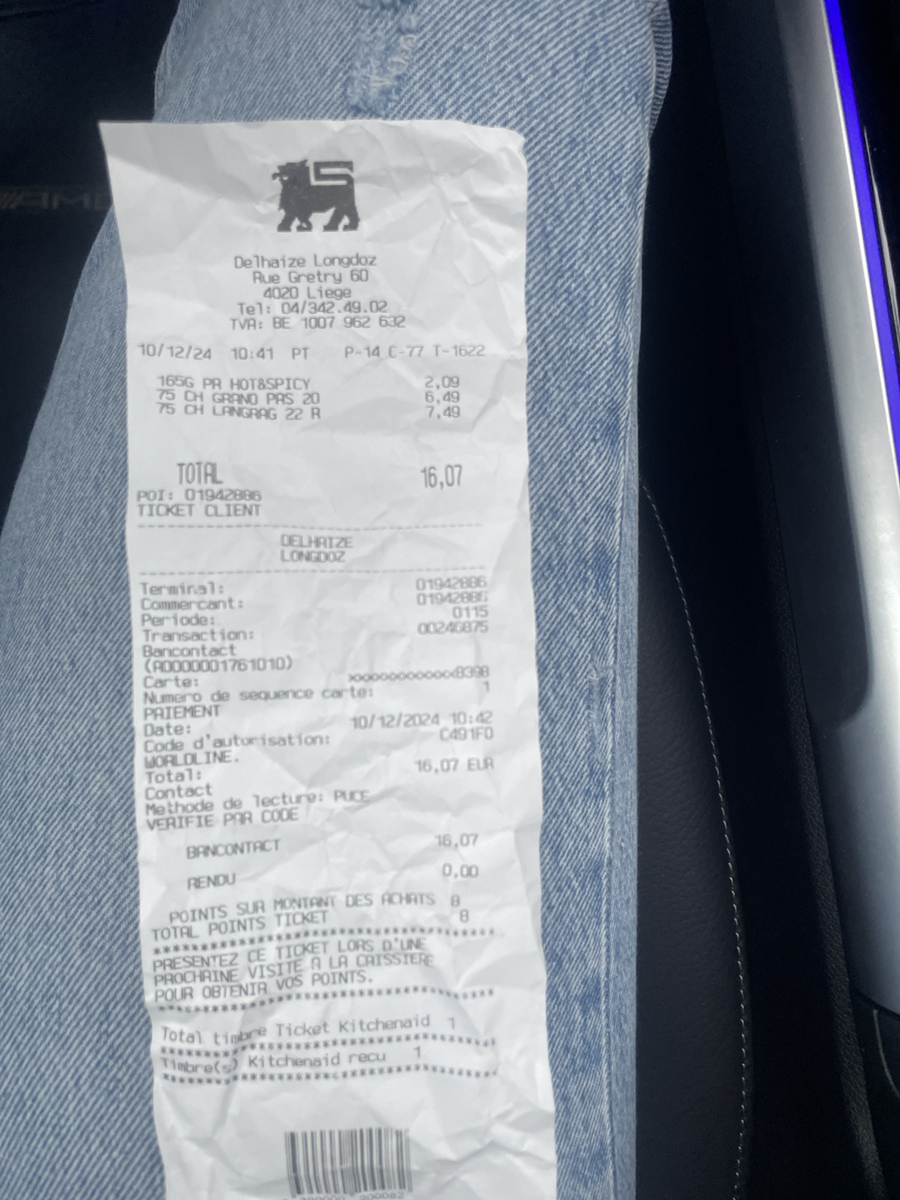 Delhaize Longdoz
Rue Gretry 60
4020 Liege
Tel: 04/342.49.02
TVA: BE 1007 962 632
10/12/24 10:41 PT P-14 C-77 T-1622
165G PR HOT&SPICY 2,09
75 CH GRAND PAS 20 6,49
75 CH LANGRAG 22 R 7,49
TOTAL 16,07
POI: 01942886
TICKET CLIENT
DELHAIZE
LONGDOZ
Terminal: 01942886
Commercant: 01942886
Periode: 0115
Transaction: 00246875
Bancontact
(A0000001761010)
Carte: xxxxxxxxxxxxx8398
Numero de sequence carte: 1
PAIEMENT
Date: 10/12/2024 10:42
Code d'autorisation: C491F0
WORLDLINE.
Total: 16,07 EUR
Contact
Methode de lecture: PUCE
VERIFIE PAR CODE
BANCONTACT 16,07
RENDU 0,00
POINTS SUR MONTANT DES ACHATS 8
TOTAL POINTS TICKET 8
PRESENTEZ CE TICKET LORS D'UNE
PROCHAINE VISITE A LA CAISSIERE
POUR OBTENIR VOS POINTS.
Total timbre Ticket Kitchenaid 1
Timbre(s) Kitchenaid recu 1